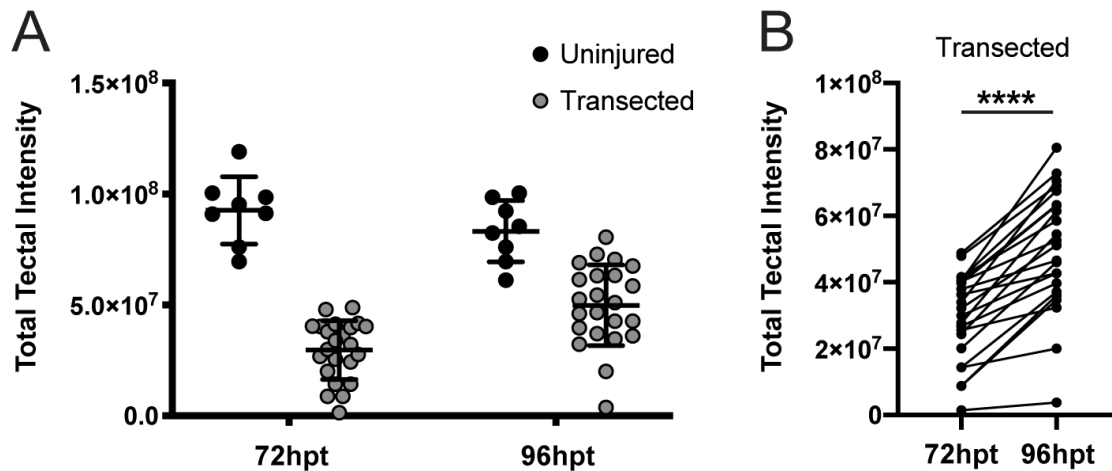 A
Uninjured
Transected
Total Tectal Intensity
1.5×10⁸
1.0×10⁸
5.0×10⁷
0.0
72hpt
96hpt
B
Transected
****
Total Tectal Intensity
1×10⁸
8×10⁷
6×10⁷
4×10⁷
2×10⁷
0
72hpt
96hpt